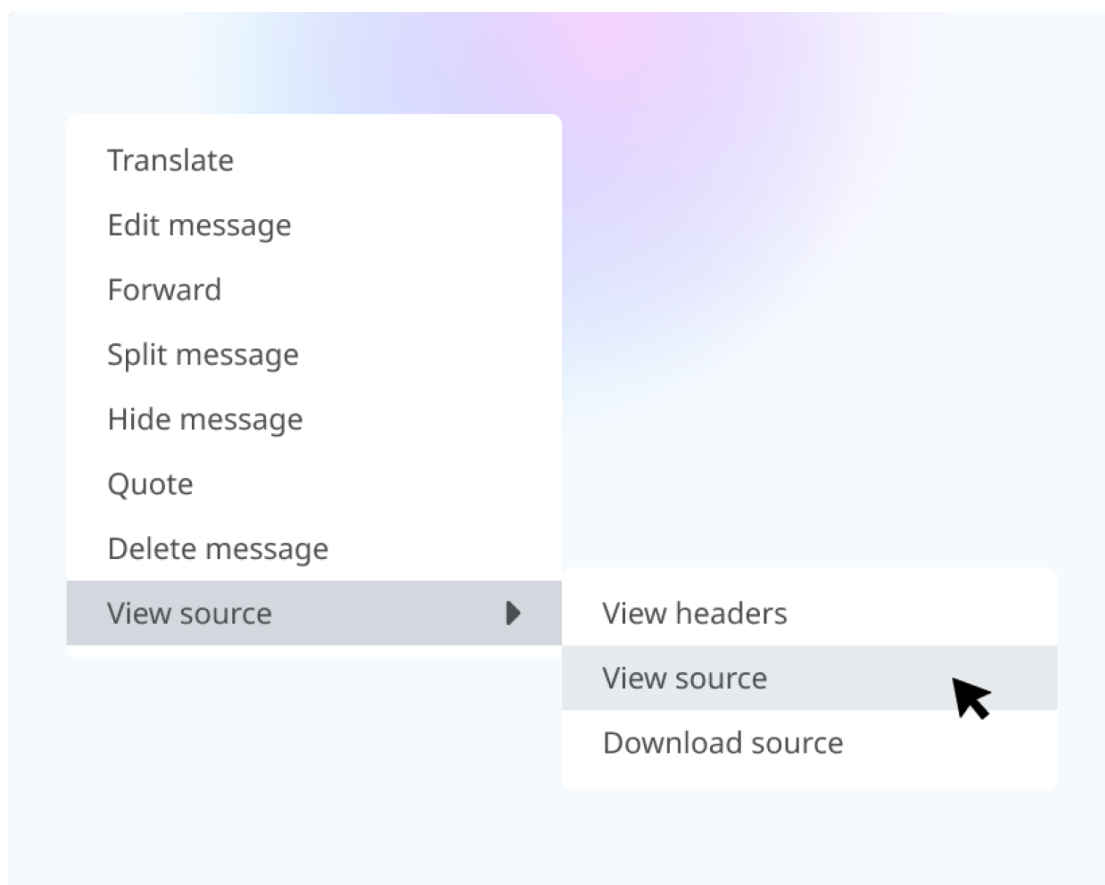 Translate
Edit message
Forward
Split message
Hide message
Quote
Delete message
View source
View headers
View source
Download source